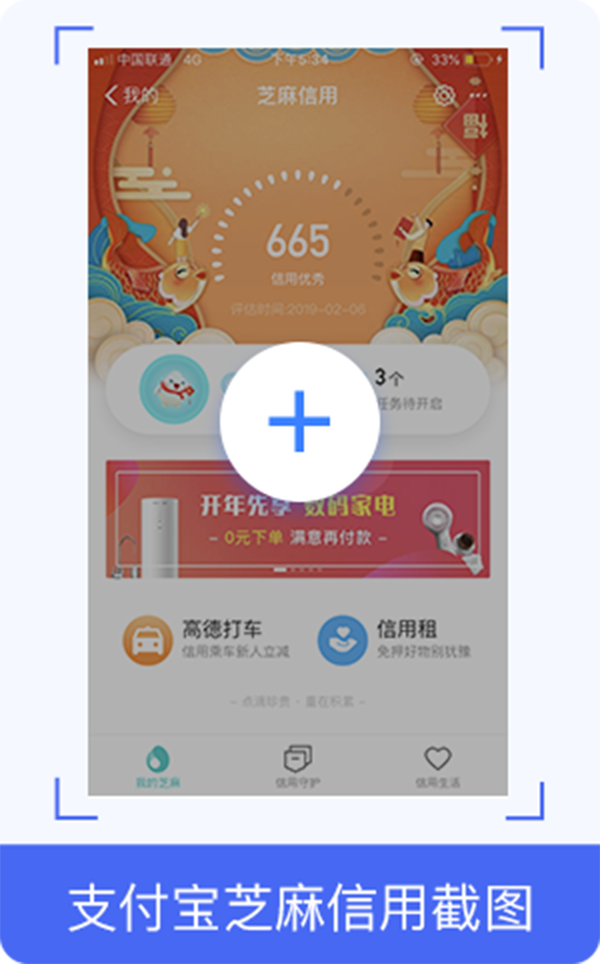 中国联通 4G 下午5:34 33%
我的 芝麻信用
福
665
信用优秀
评估时间:2019-02-06
3个
任务待开启
开年先享 数码家电
- 0元下单 满意再付款 -
高德打车 信用租
信用乘车新人立减 免押好物别犹豫
- 点滴珍贵 · 重在积累 -
我的芝麻 信用守护 信用生活
支付宝芝麻信用截图